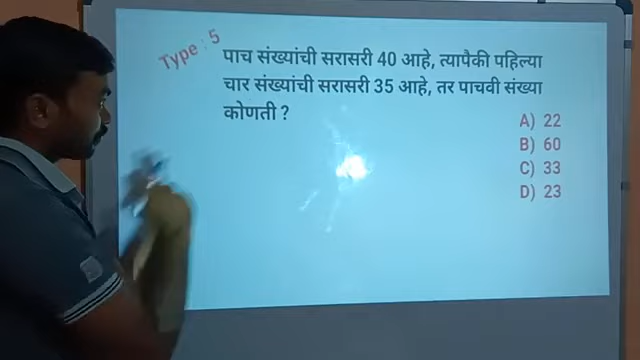 Type : 5
पाच संख्यांची सरासरी 40 आहे, त्यापैकी पहिल्या
चार संख्यांची सरासरी 35 आहे, तर पाचवी संख्या
कोणती ?
A) 22
B) 60
C) 33
D) 23